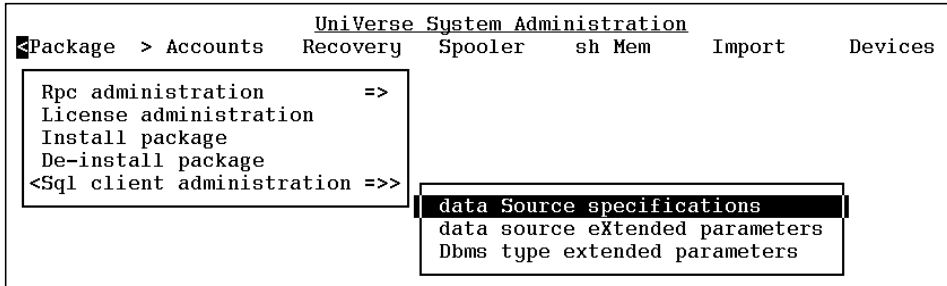 UniVerse System Administration
<Package > Accounts Recovery Spooler sh Mem Import Devices
Rpc administration =>
License administration
Install package
De-install package
<Sql client administration =>>
data Source specifications
data source eXtended parameters
Dbms type extended parameters